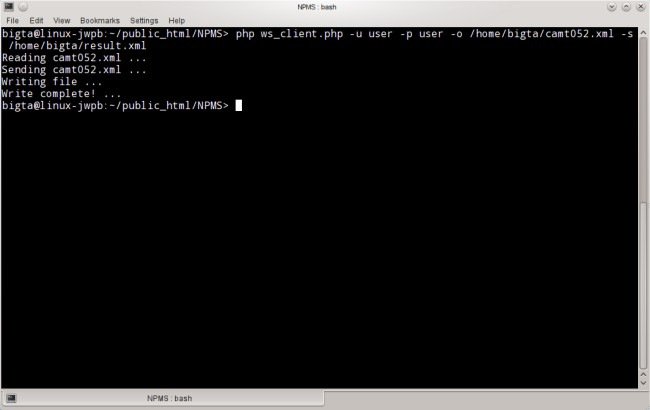 NPMS : bash
File Edit View Bookmarks Settings Help
bigta@linux-jwpb:~/public_html/NPMS> php ws_client.php -u user -p user -o /home/bigta/camt052.xml -s
/home/bigta/result.xml
Reading camt052.xml ...
Sending camt052.xml ...
Writing file ...
Write complete! ...
bigta@linux-jwpb:~/public_html/NPMS>
NPMS : bash